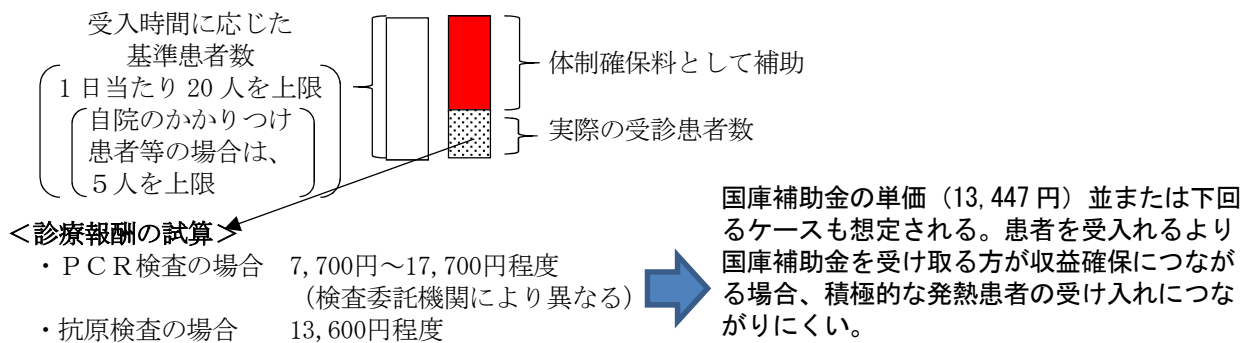 受入時間に応じた
基準患者数
1日当たり20人を上限
自院のかかりつけ
患者等の場合は、
5人を上限
体制確保料として補助
実際の受診患者数
＜診療報酬の試算＞
・ＰＣＲ検査の場合　7,700円～17,700円程度
（検査委託機関により異なる）
・抗原検査の場合　13,600円程度
国庫補助金の単価（13,447円）並または下回
るケースも想定される。患者を受入れるより
国庫補助金を受け取る方が収益確保につなが
る場合、積極的な発熱患者の受け入れにつな
がりにくい。